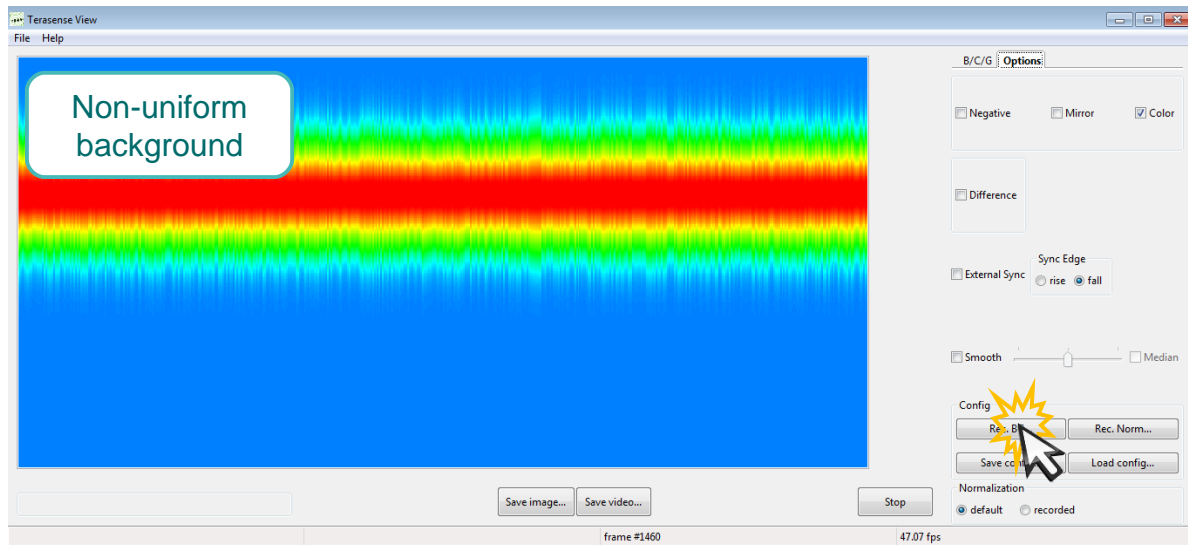 Terasense View
File Help
Non-uniform
background
B/C/G Options
Negative Mirror Color
Difference
Sync Edge
External Sync rise fall
Smooth Median
Config
Rec. Norm...
Save Load config...
Normalization
default recorded
Save image... Save video... Stop
frame #1460 47.07 fps